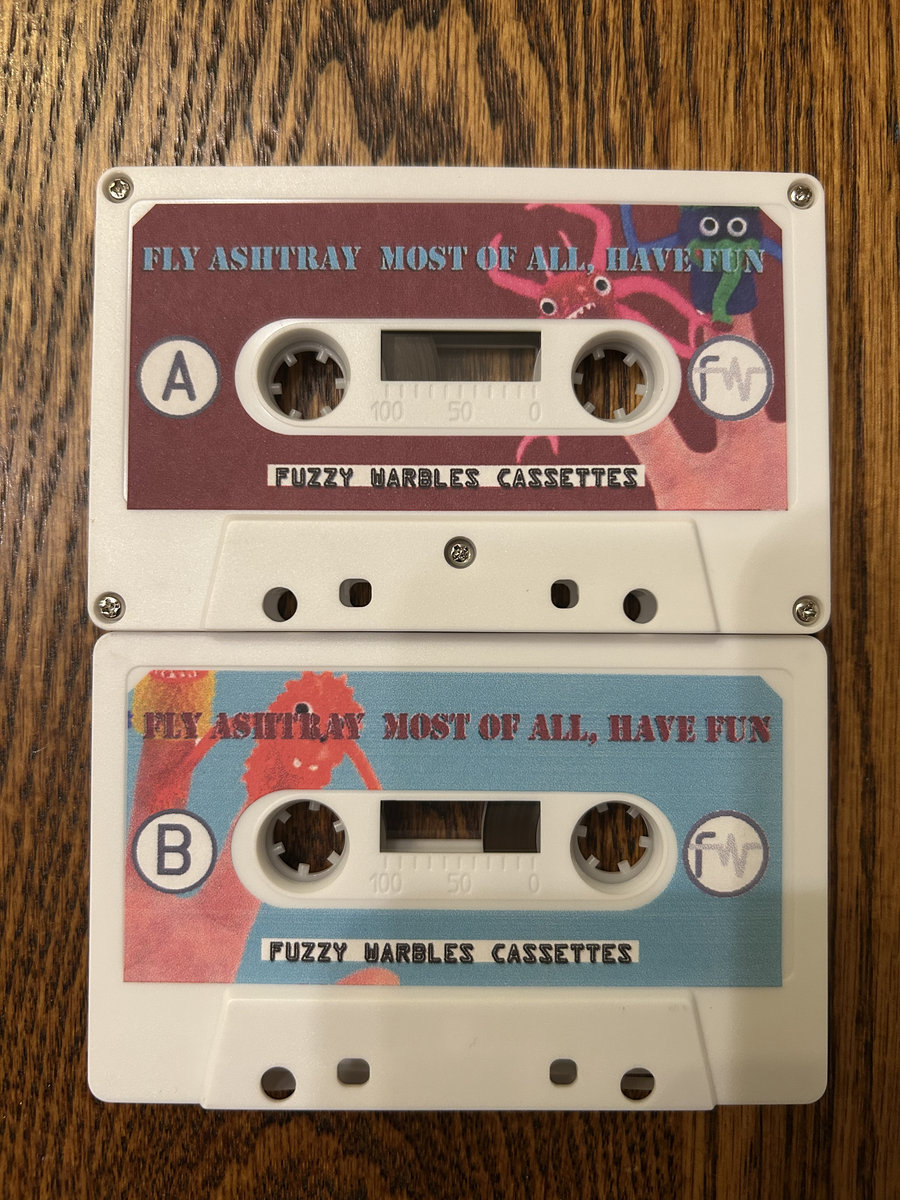 FLY ASHTRAY MOST OF ALL, HAVE FUN
A
fw
100 50 0
FUZZY WARBLES CASSETTES
FLY ASHTRAY MOST OF ALL, HAVE FUN
B
fw
100 50 0
FUZZY WARBLES CASSETTES